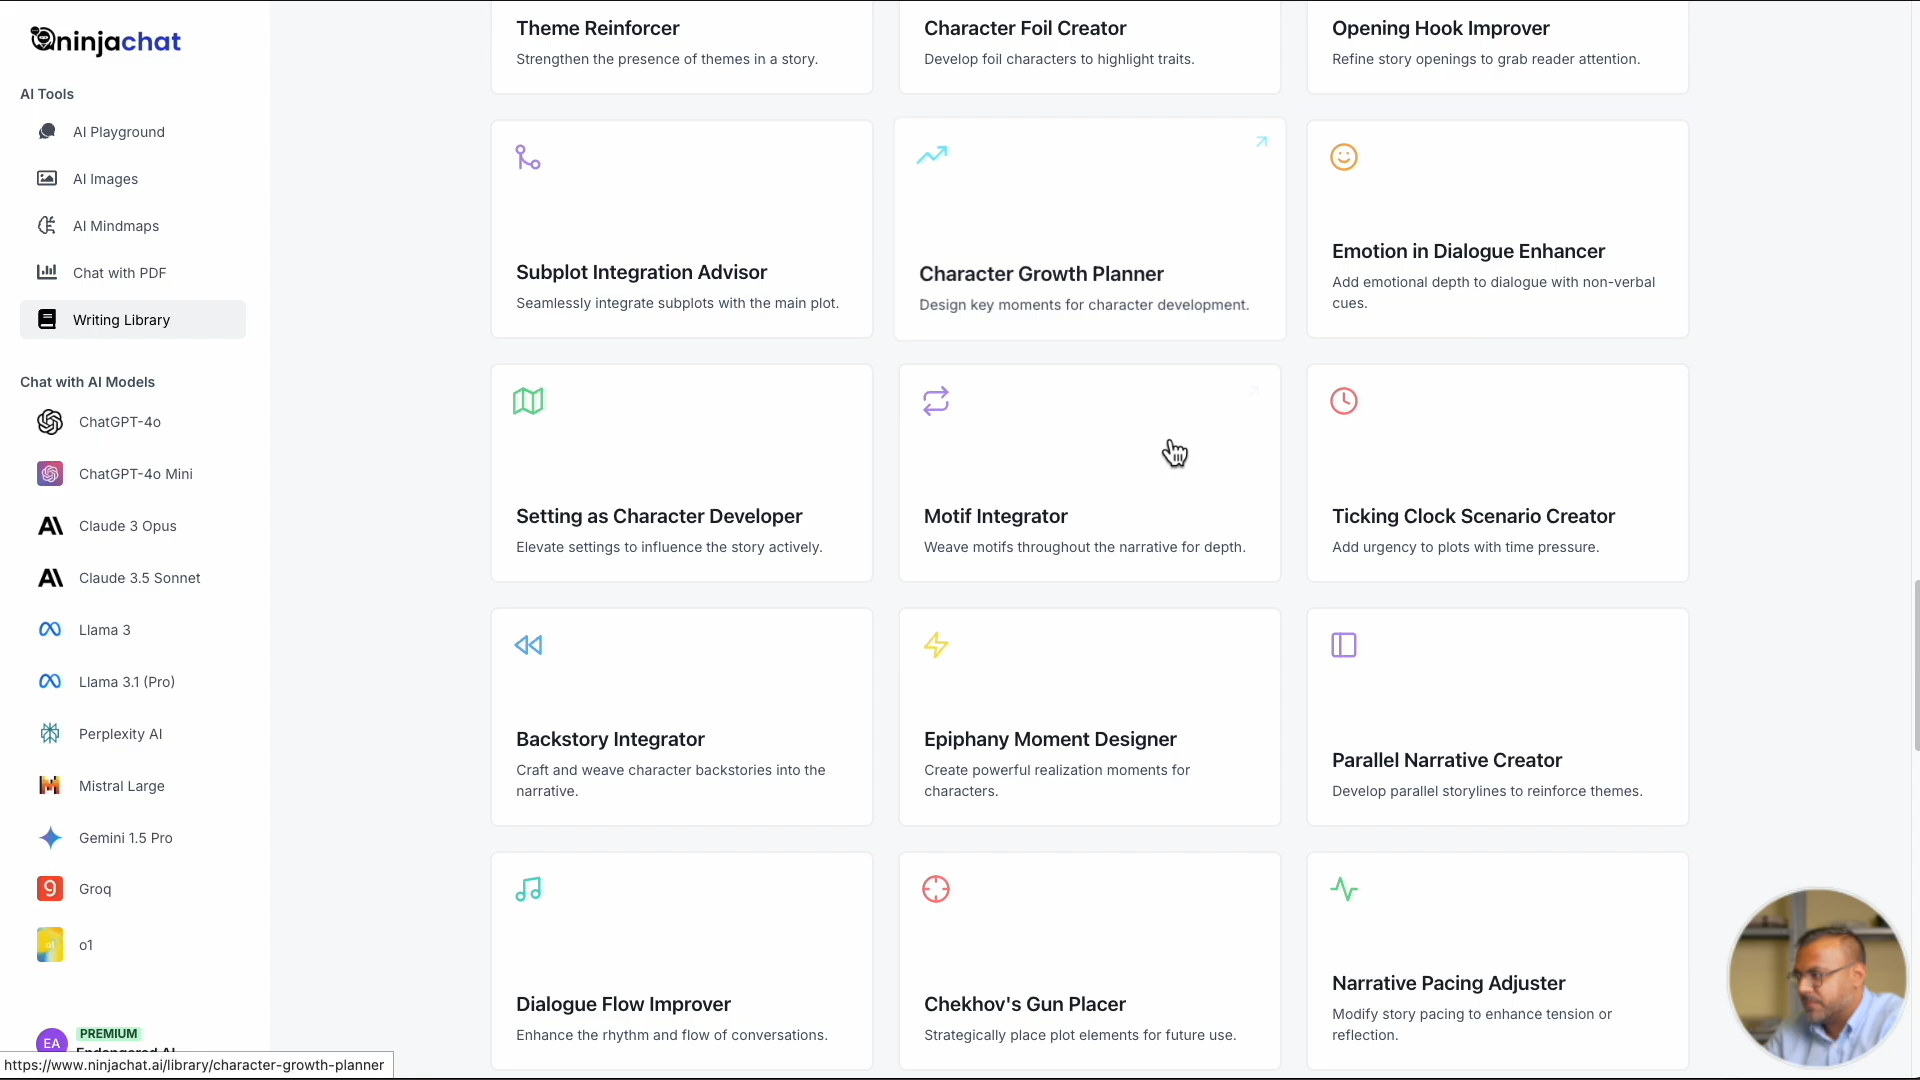 ninjachat
AI Tools
AI Playground
AI Images
AI Mindmaps
Chat with PDF
Writing Library
Chat with AI Models
ChatGPT-4o
ChatGPT-4o Mini
Claude 3 Opus
Claude 3.5 Sonnet
Llama 3
Llama 3.1 (Pro)
Perplexity AI
Mistral Large
Gemini 1.5 Pro
Groq
o1
EA
PREMIUM
Endangered AI
https://www.ninjachat.ai/library/character-growth-planner
Theme Reinforcer
Strengthen the presence of themes in a story.
Character Foil Creator
Develop foil characters to highlight traits.
Opening Hook Improver
Refine story openings to grab reader attention.
Subplot Integration Advisor
Seamlessly integrate subplots with the main plot.
Character Growth Planner
Design key moments for character development.
Emotion in Dialogue Enhancer
Add emotional depth to dialogue with non-verbal
cues.
Setting as Character Developer
Elevate settings to influence the story actively.
Motif Integrator
Weave motifs throughout the narrative for depth.
Ticking Clock Scenario Creator
Add urgency to plots with time pressure.
Backstory Integrator
Craft and weave character backstories into the
narrative.
Epiphany Moment Designer
Create powerful realization moments for
characters.
Parallel Narrative Creator
Develop parallel storylines to reinforce themes.
Dialogue Flow Improver
Enhance the rhythm and flow of conversations.
Chekhov's Gun Placer
Strategically place plot elements for future use.
Narrative Pacing Adjuster
Modify story pacing to enhance tension or
reflection.